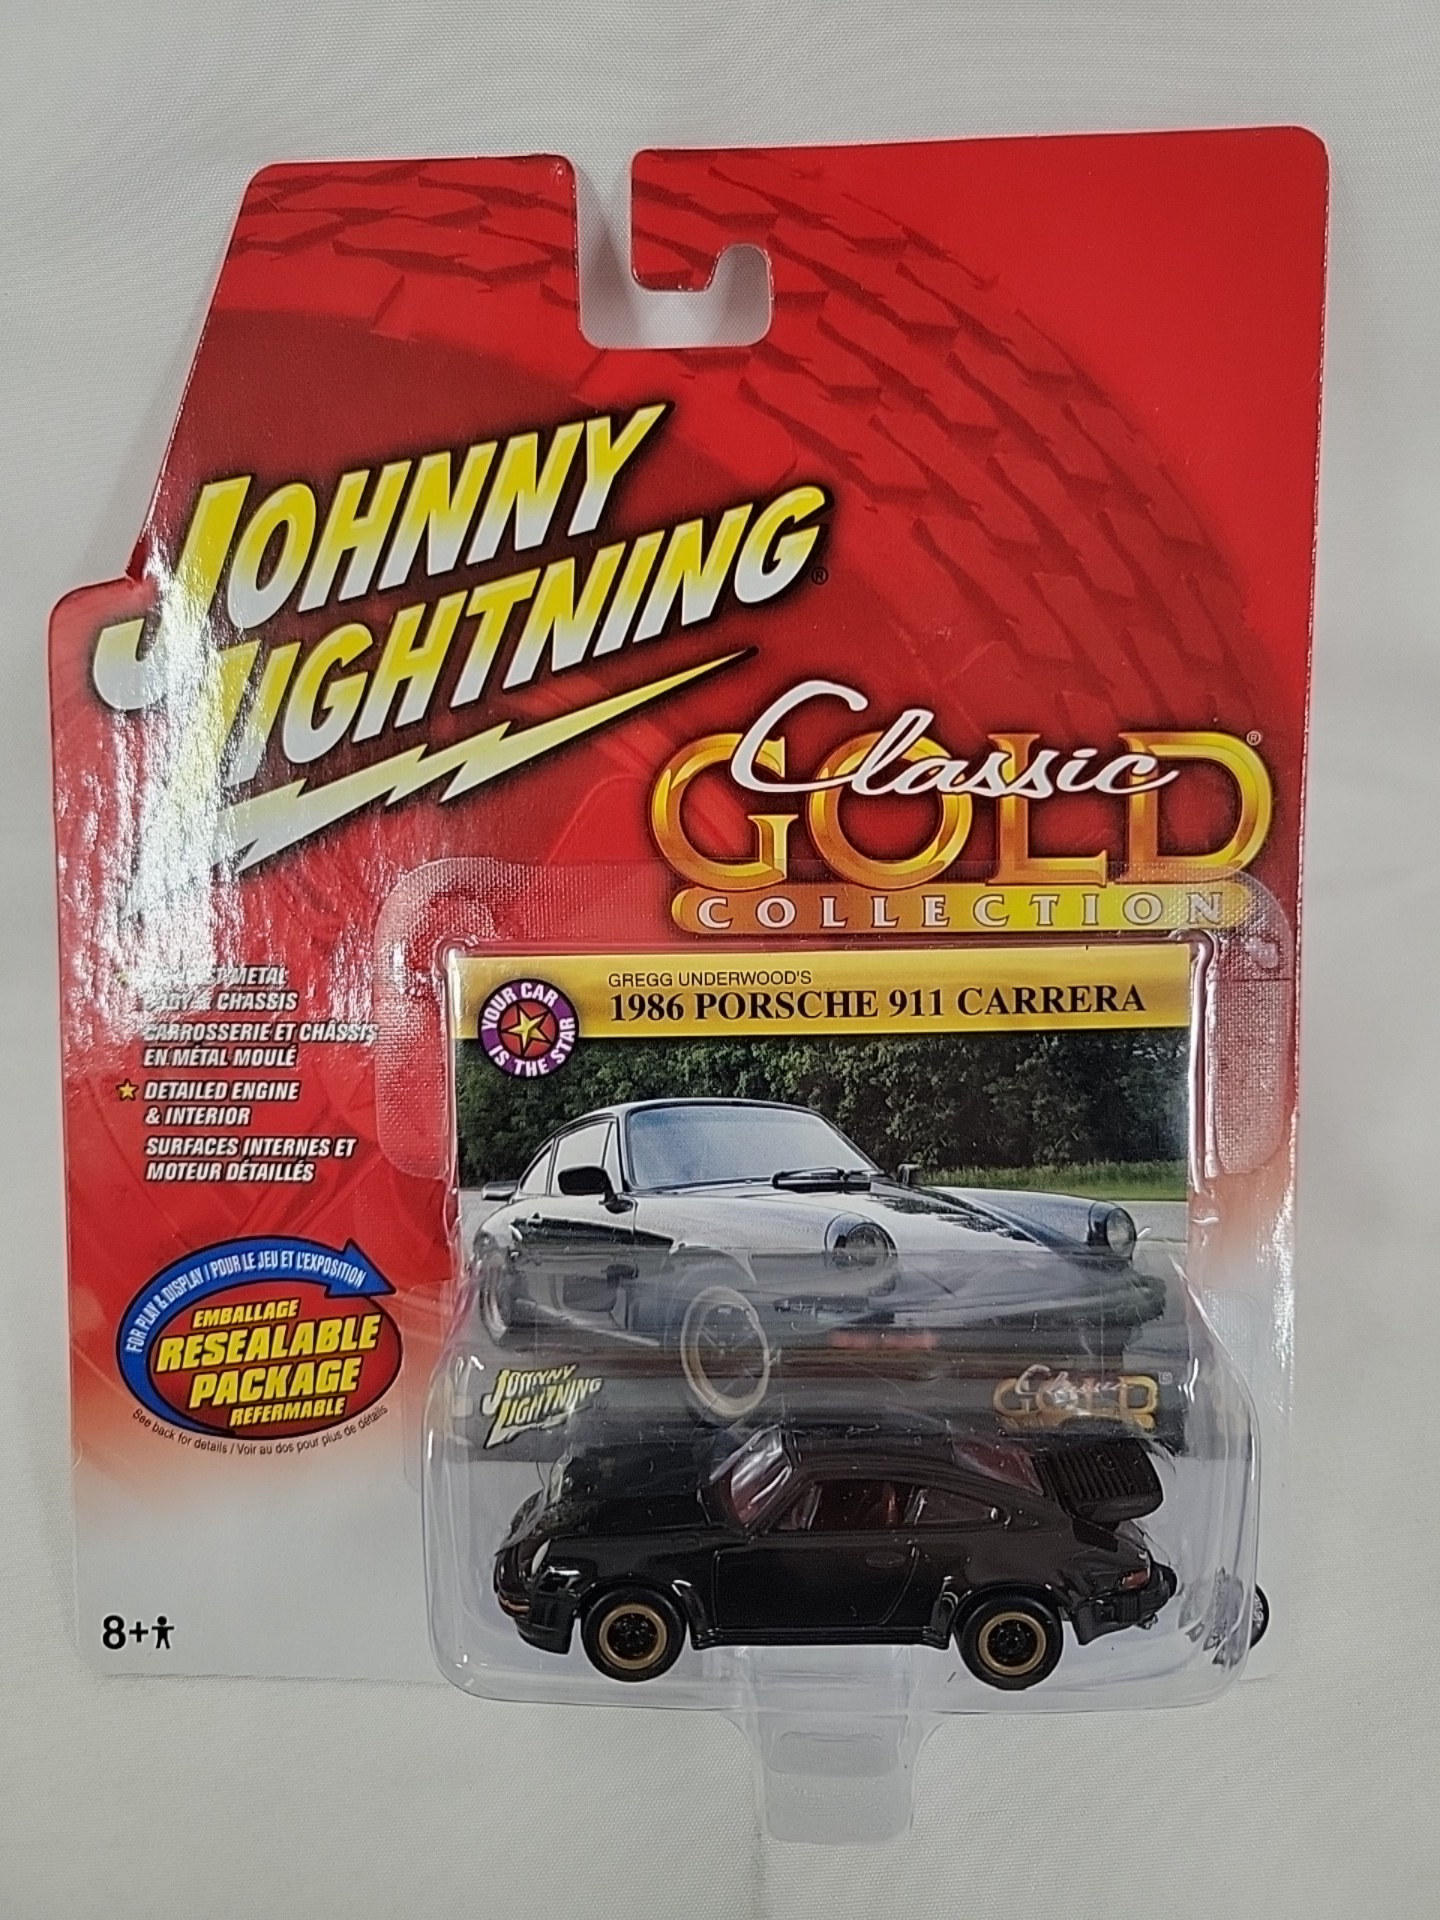 JOHNNY
LIGHTNING®
Classic
GOLD®
COLLECTION
METAL
BODY & CHASSIS
CARROSSERIE ET CHÂSSIS
EN MÉTAL MOULÉ
DETAILED ENGINE
& INTERIOR
SURFACES INTERNES ET
MOTEUR DÉTAILLÉS
YOUR CAR
IS THE STAR
GREGG UNDERWOOD'S
1986 PORSCHE 911 CARRERA
FOR PLAY & DISPLAY / POUR LE JEU ET L'EXPOSITION
EMBALLAGE
RESEALABLE
PACKAGE
REFERMABLE
See back for details / Voir au dos pour plus de détails
JOHNNY
LIGHTNING
Classic
GOLD
8+